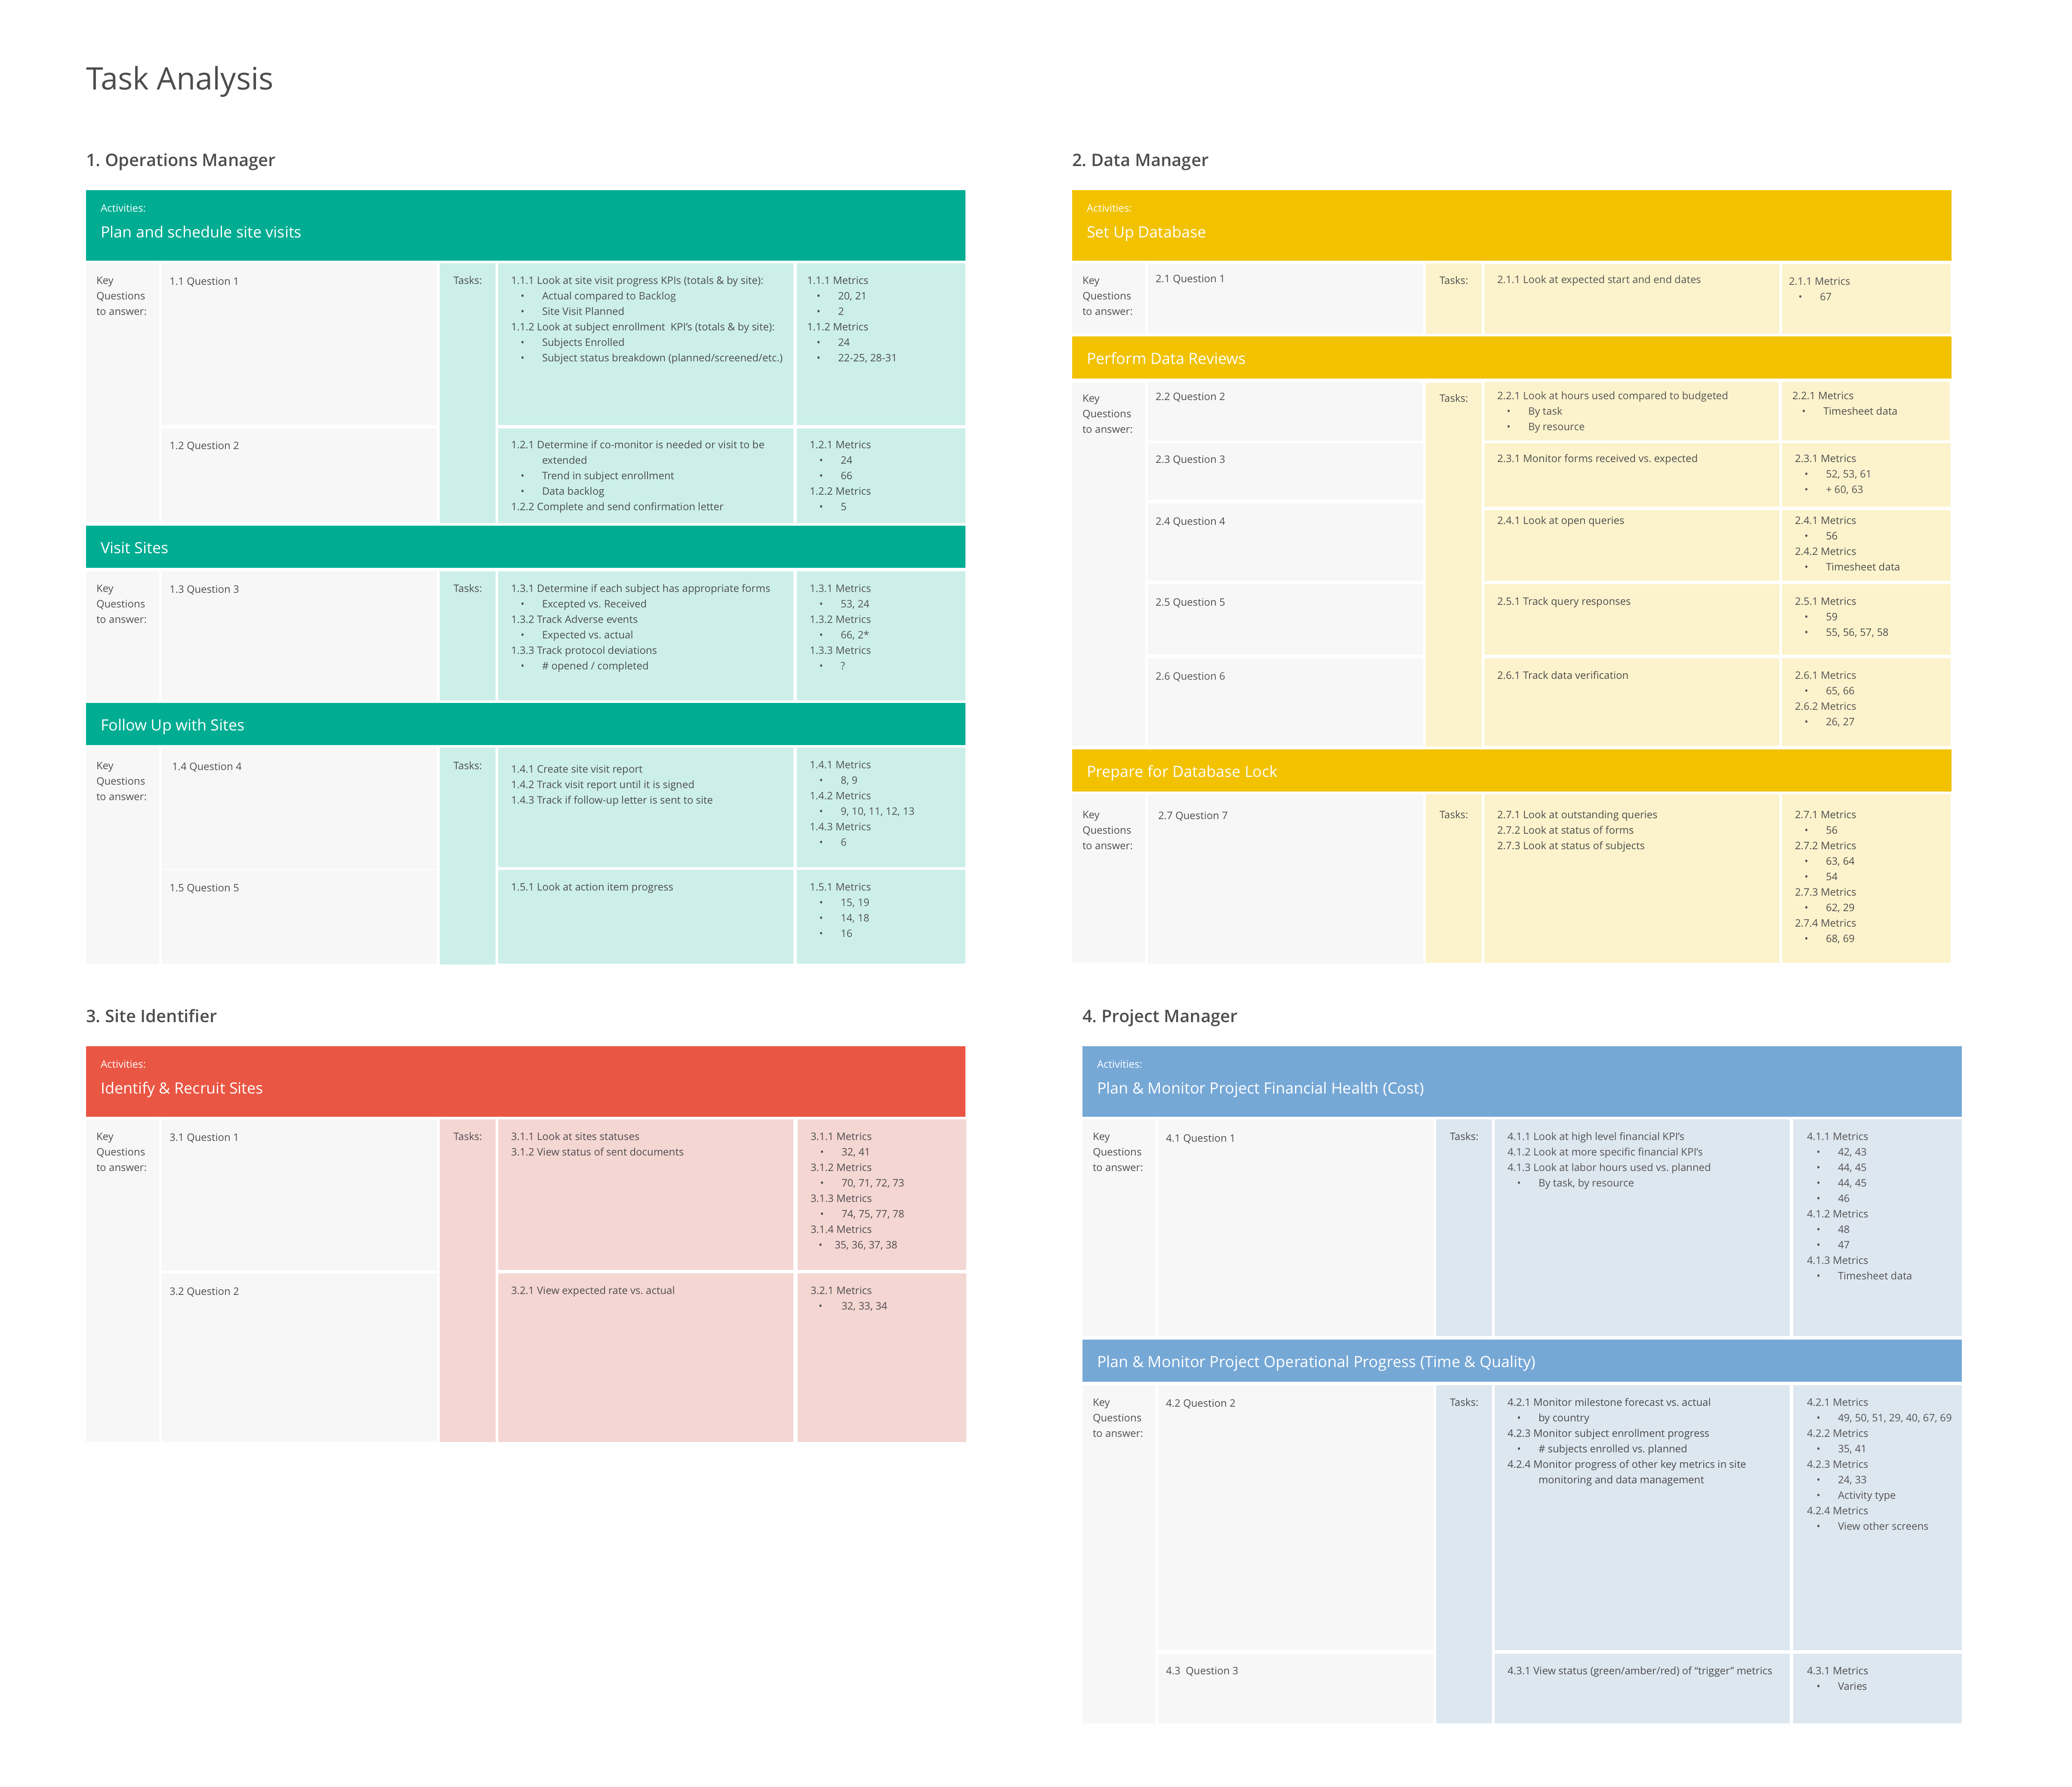 Task Analysis
1. Operations Manager
Activities:
Plan and schedule site visits
Key
Questions
to answer:
1.1 Question 1
Tasks:
1.1.1 Look at site visit progress KPIs (totals & by site):
• Actual compared to Backlog
• Site Visit Planned
1.1.2 Look at subject enrollment  KPI's (totals & by site):
• Subjects Enrolled
• Subject status breakdown (planned/screened/etc.)
1.1.1 Metrics
• 20, 21
• 2
1.1.2 Metrics
• 24
• 22-25, 28-31
1.2 Question 2
1.2.1 Determine if co-monitor is needed or visit to be
extended
• Trend in subject enrollment
• Data backlog
1.2.2 Complete and send confirmation letter
1.2.1 Metrics
• 24
• 66
1.2.2 Metrics
• 5
Visit Sites
Key
Questions
to answer:
1.3 Question 3
Tasks:
1.3.1 Determine if each subject has appropriate forms
• Excepted vs. Received
1.3.2 Track Adverse events
• Expected vs. actual
1.3.3 Track protocol deviations
• # opened / completed
1.3.1 Metrics
• 53, 24
1.3.2 Metrics
• 66, 2*
1.3.3 Metrics
• ?
Follow Up with Sites
Key
Questions
to answer:
1.4 Question 4
Tasks:
1.4.1 Create site visit report
1.4.2 Track visit report until it is signed
1.4.3 Track if follow-up letter is sent to site
1.4.1 Metrics
• 8, 9
1.4.2 Metrics
• 9, 10, 11, 12, 13
1.4.3 Metrics
• 6
1.5 Question 5
1.5.1 Look at action item progress
1.5.1 Metrics
• 15, 19
• 14, 18
• 16
2. Data Manager
Activities:
Set Up Database
Key
Questions
to answer:
2.1 Question 1
Tasks:
2.1.1 Look at expected start and end dates
2.1.1 Metrics
• 67
Perform Data Reviews
Key
Questions
to answer:
2.2 Question 2
Tasks:
2.2.1 Look at hours used compared to budgeted
• By task
• By resource
2.2.1 Metrics
• Timesheet data
2.3 Question 3
2.3.1 Monitor forms received vs. expected
2.3.1 Metrics
• 52, 53, 61
• + 60, 63
2.4 Question 4
2.4.1 Look at open queries
2.4.1 Metrics
• 56
2.4.2 Metrics
• Timesheet data
2.5 Question 5
2.5.1 Track query responses
2.5.1 Metrics
• 59
• 55, 56, 57, 58
2.6 Question 6
2.6.1 Track data verification
2.6.1 Metrics
• 65, 66
2.6.2 Metrics
• 26, 27
Prepare for Database Lock
Key
Questions
to answer:
2.7 Question 7
Tasks:
2.7.1 Look at outstanding queries
2.7.2 Look at status of forms
2.7.3 Look at status of subjects
2.7.1 Metrics
• 56
2.7.2 Metrics
• 63, 64
• 54
2.7.3 Metrics
• 62, 29
2.7.4 Metrics
• 68, 69
3. Site Identifier
Activities:
Identify & Recruit Sites
Key
Questions
to answer:
3.1 Question 1
Tasks:
3.1.1 Look at sites statuses
3.1.2 View status of sent documents
3.1.1 Metrics
• 32, 41
3.1.2 Metrics
• 70, 71, 72, 73
3.1.3 Metrics
• 74, 75, 77, 78
3.1.4 Metrics
• 35, 36, 37, 38
3.2 Question 2
3.2.1 View expected rate vs. actual
3.2.1 Metrics
• 32, 33, 34
4. Project Manager
Activities:
Plan & Monitor Project Financial Health (Cost)
Key
Questions
to answer:
4.1 Question 1
Tasks:
4.1.1 Look at high level financial KPI's
4.1.2 Look at more specific financial KPI's
4.1.3 Look at labor hours used vs. planned
• By task, by resource
4.1.1 Metrics
• 42, 43
• 44, 45
• 44, 45
• 46
4.1.2 Metrics
• 48
• 47
4.1.3 Metrics
• Timesheet data
Plan & Monitor Project Operational Progress (Time & Quality)
Key
Questions
to answer:
4.2 Question 2
Tasks:
4.2.1 Monitor milestone forecast vs. actual
• by country
4.2.3 Monitor subject enrollment progress
• # subjects enrolled vs. planned
4.2.4 Monitor progress of other key metrics in site
monitoring and data management
4.2.1 Metrics
• 49, 50, 51, 29, 40, 67, 69
4.2.2 Metrics
• 35, 41
4.2.3 Metrics
• 24, 33
• Activity type
4.2.4 Metrics
• View other screens
4.3  Question 3
4.3.1 View status (green/amber/red) of “trigger” metrics
4.3.1 Metrics
• Varies